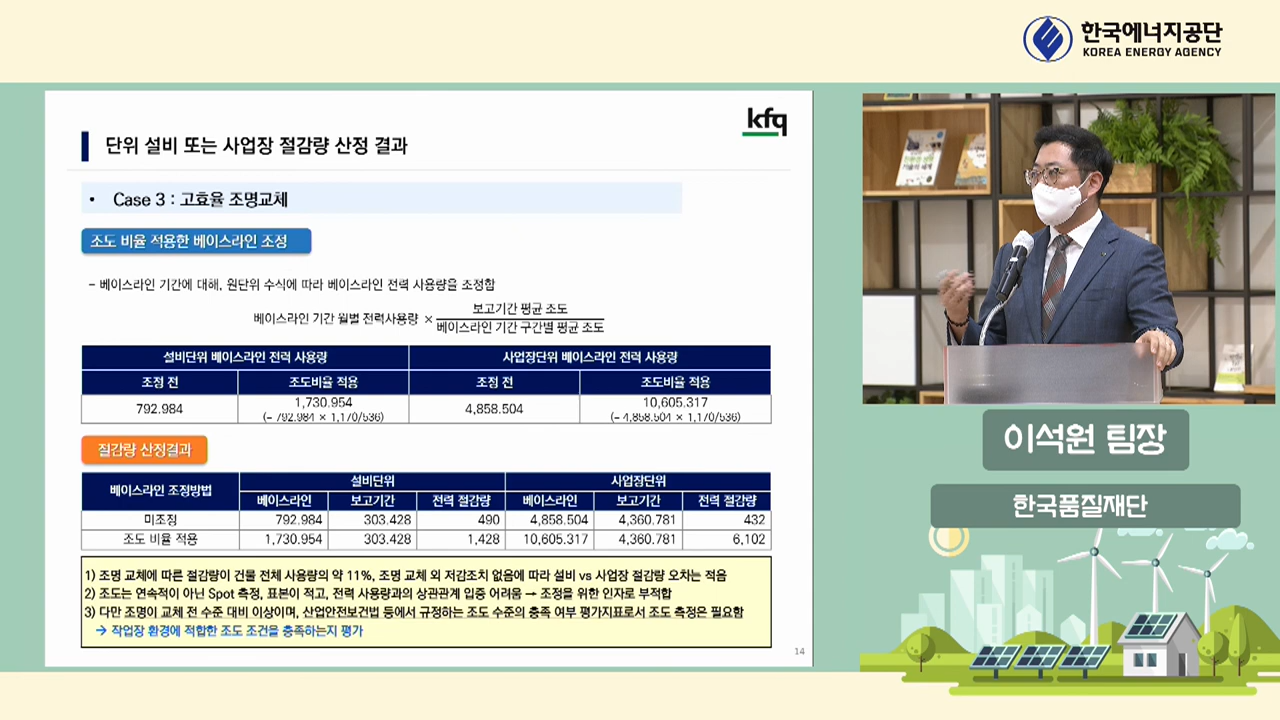 한국에너지공단
KOREA ENERGY AGENCY
kfq
단위 설비 또는 사업장 절감량 산정 결과
• Case 3 : 고효율 조명교체
조도 비율 적용한 베이스라인 조정
– 베이스라인 기간에 대해, 원단위 수식에 따라 베이스라인 전력 사용량을 조정함
베이스라인 기간 월별 전력사용량 ×
보고기간 평균 조도
베이스라인 기간 구간별 평균 조도
설비단위 베이스라인 전력 사용량 사업장단위 베이스라인 전력 사용량
조정 전 조도비율 적용 조정 전 조도비율 적용
792.984 1,730.954 4,858.504 10,605.317
(= 792.984 × 1,170/536) (= 4,858.504 × 1,170/536)
절감량 산정결과
베이스라인 조정방법 설비단위 사업장단위
베이스라인 보고기간 전력 절감량 베이스라인 보고기간 전력 절감량
미조정 792.984 303.428 490 4,858.504 4,360.781 432
조도 비율 적용 1,730.954 303.428 1,428 10,605.317 4,360.781 6,102
1) 조명 교체에 따른 절감량이 건물 전체 사용량의 약 11%, 조명 교체 외 저감조치 없음에 따라 설비 vs 사업장 절감량 오차는 적음
2) 조도는 연속적이 아닌 Spot 측정, 표본이 적고, 전력 사용량과의 상관관계 입증 어려움 → 조정을 위한 인자로 부적합
3) 다만 조명이 교체 전 수준 대비 이상이며, 산업안전보건법 등에서 규정하는 조도 수준의 충족 여부 평가지표로서 조도 측정은 필요함
→ 작업장 환경에 적합한 조도 조건을 충족하는지 평가
14
이석원 팀장
한국품질재단